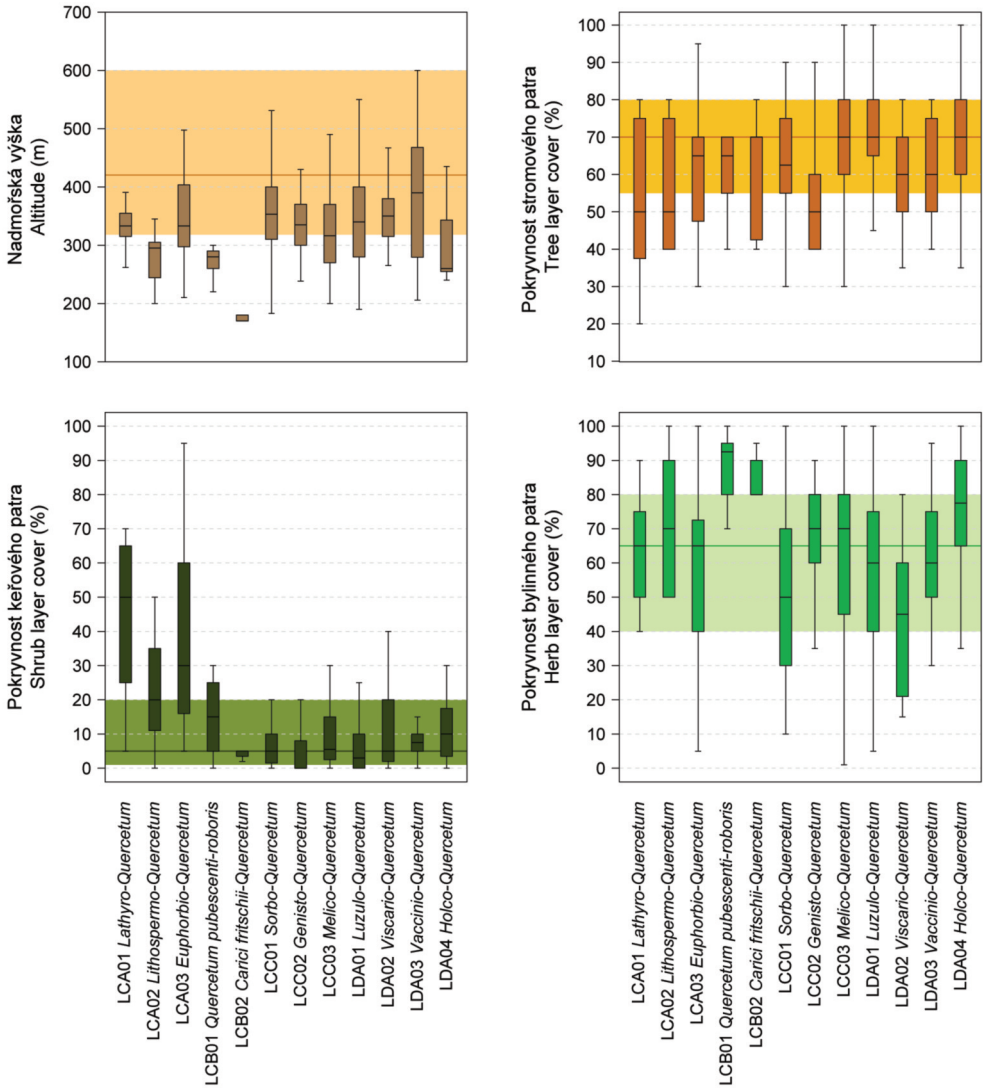 Nadmořská výška
Altitude (m)
700
600
500
400
300
200
100
Pokryvnost stromového patra
Tree layer cover (%)
100
90
80
70
60
50
40
30
20
10
Pokryvnost keřového patra
Shrub layer cover (%)
100
90
80
70
60
50
40
30
20
10
0
Pokryvnost bylinného patra
Herb layer cover (%)
100
90
80
70
60
50
40
30
20
10
0
LCA01 Lathyro-Quercetum
LCA02 Lithospermo-Quercetum
LCA03 Euphorbio-Quercetum
LCB01 Quercetum pubescenti-roboris
LCB02 Carici fritschii-Quercetum
LCC01 Sorbo-Quercetum
LCC02 Genisto-Quercetum
LCC03 Melico-Quercetum
LDA01 Luzulo-Quercetum
LDA02 Viscario-Quercetum
LDA03 Vaccinio-Quercetum
LDA04 Holco-Quercetum
LCA01 Lathyro-Quercetum
LCA02 Lithospermo-Quercetum
LCA03 Euphorbio-Quercetum
LCB01 Quercetum pubescenti-roboris
LCB02 Carici fritschii-Quercetum
LCC01 Sorbo-Quercetum
LCC02 Genisto-Quercetum
LCC03 Melico-Quercetum
LDA01 Luzulo-Quercetum
LDA02 Viscario-Quercetum
LDA03 Vaccinio-Quercetum
LDA04 Holco-Quercetum